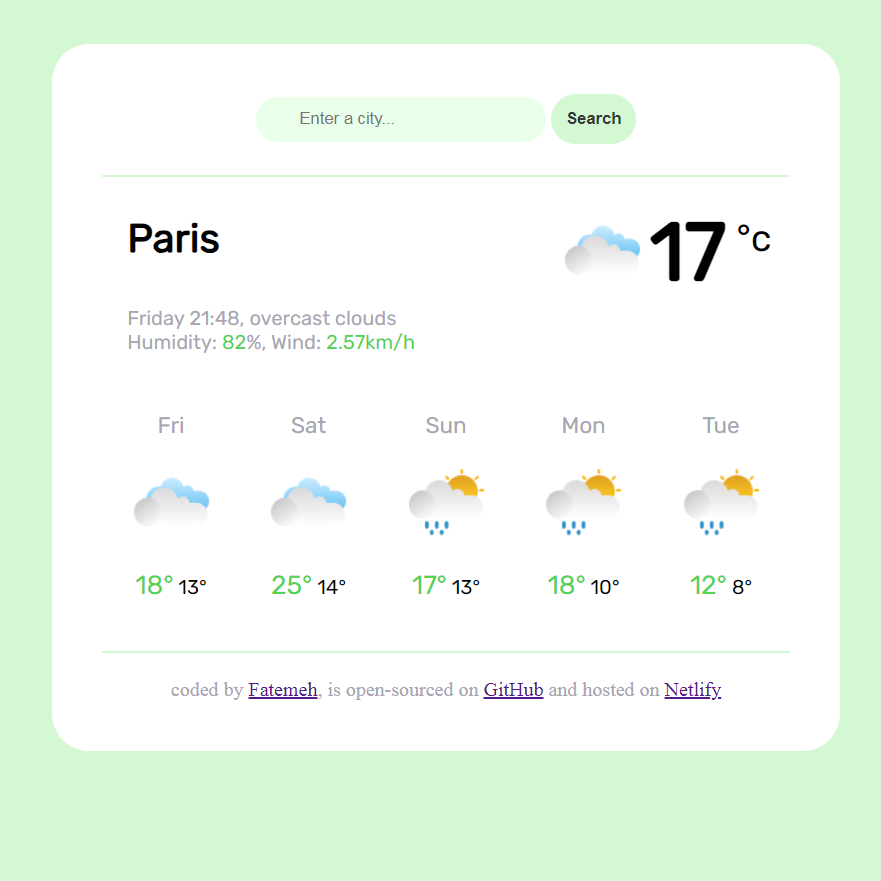 Enter a city... Search
Paris 17 °C
Friday 21:48, overcast clouds
Humidity: 82%, Wind: 2.57km/h
Fri Sat Sun Mon Tue
18° 13° 25° 14° 17° 13° 18° 10° 12° 8°
coded by Fatemeh, is open-sourced on GitHub and hosted on Netlify